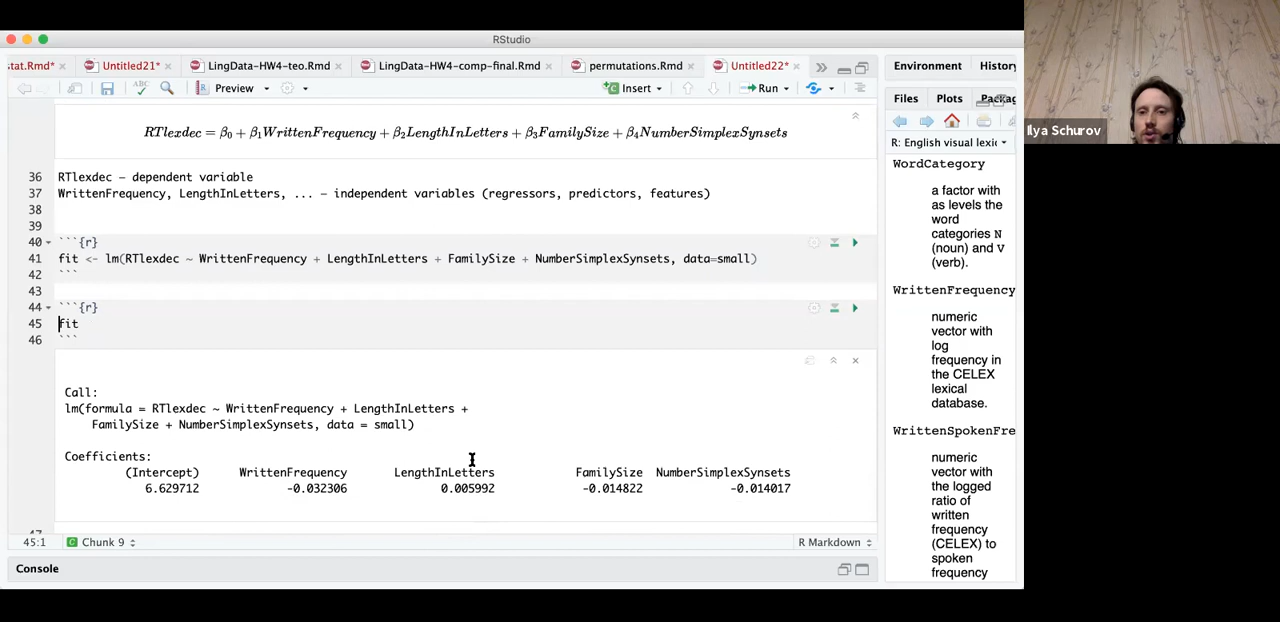 RStudio
stat.Rmd* Untitled21* LingData-HW4-teo.Rmd LingData-HW4-comp-final.Rmd permutations.Rmd Untitled22* Environment History
ABC Preview Insert Run Files Plots
RTlexdec = β0 + β1WrittenFrequency + β2LengthInLetters + β3FamilySize + β4NumberSimplexSynsets
36 RTlexdec – dependent variable
37 WrittenFrequency, LengthInLetters, ... – independent variables (regressors, predictors, features)
38
39
40 ```{r}
41 fit <- lm(RTlexdec ~ WrittenFrequency + LengthInLetters + FamilySize + NumberSimplexSynsets, data=small)
42 ```
43
44 ```{r}
45 fit
46 ```
Call:
lm(formula = RTlexdec ~ WrittenFrequency + LengthInLetters +
FamilySize + NumberSimplexSynsets, data = small)
Coefficients:
(Intercept) WrittenFrequency LengthInLetters FamilySize NumberSimplexSynsets
6.629712 -0.032306 0.005992 -0.014822 -0.014017
45:1 Chunk 9 R Markdown
Console
R: English visual lexic
WordCategory
a factor with
as levels the
word
categories N
(noun) and V
(verb).
WrittenFrequency
numeric
vector with
log
frequency in
the CELEX
lexical
database.
WrittenSpokenFre
numeric
vector with
the logged
ratio of
written
frequency
(CELEX) to
spoken
frequency
Ilya Schurov